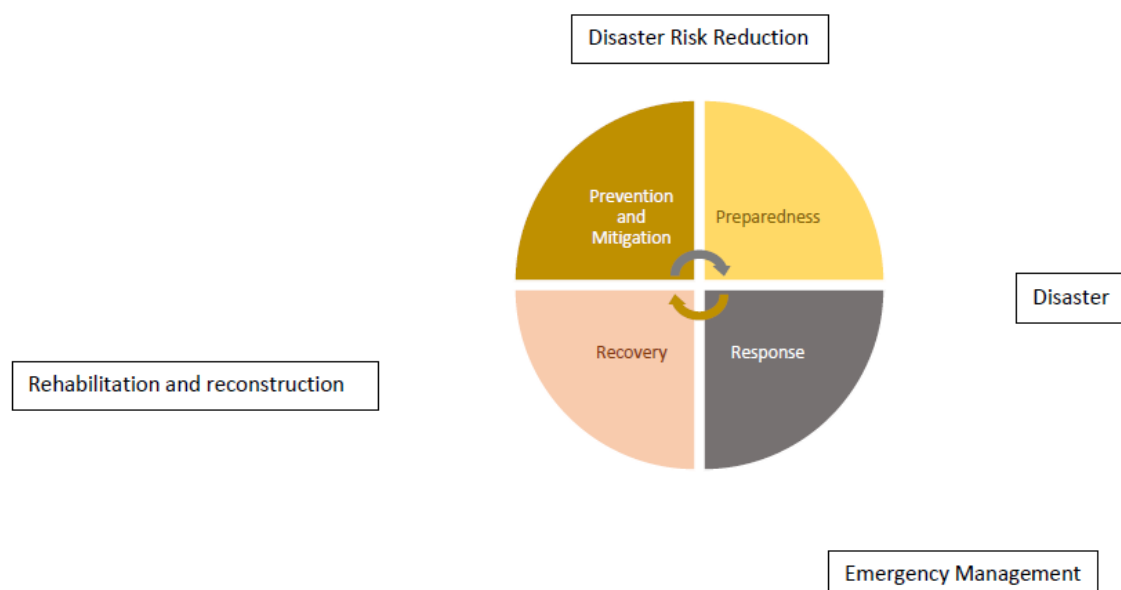 Disaster Risk Reduction
Prevention
and
Mitigation
Preparedness
Disaster
Recovery
Response
Rehabilitation and reconstruction
Emergency Management